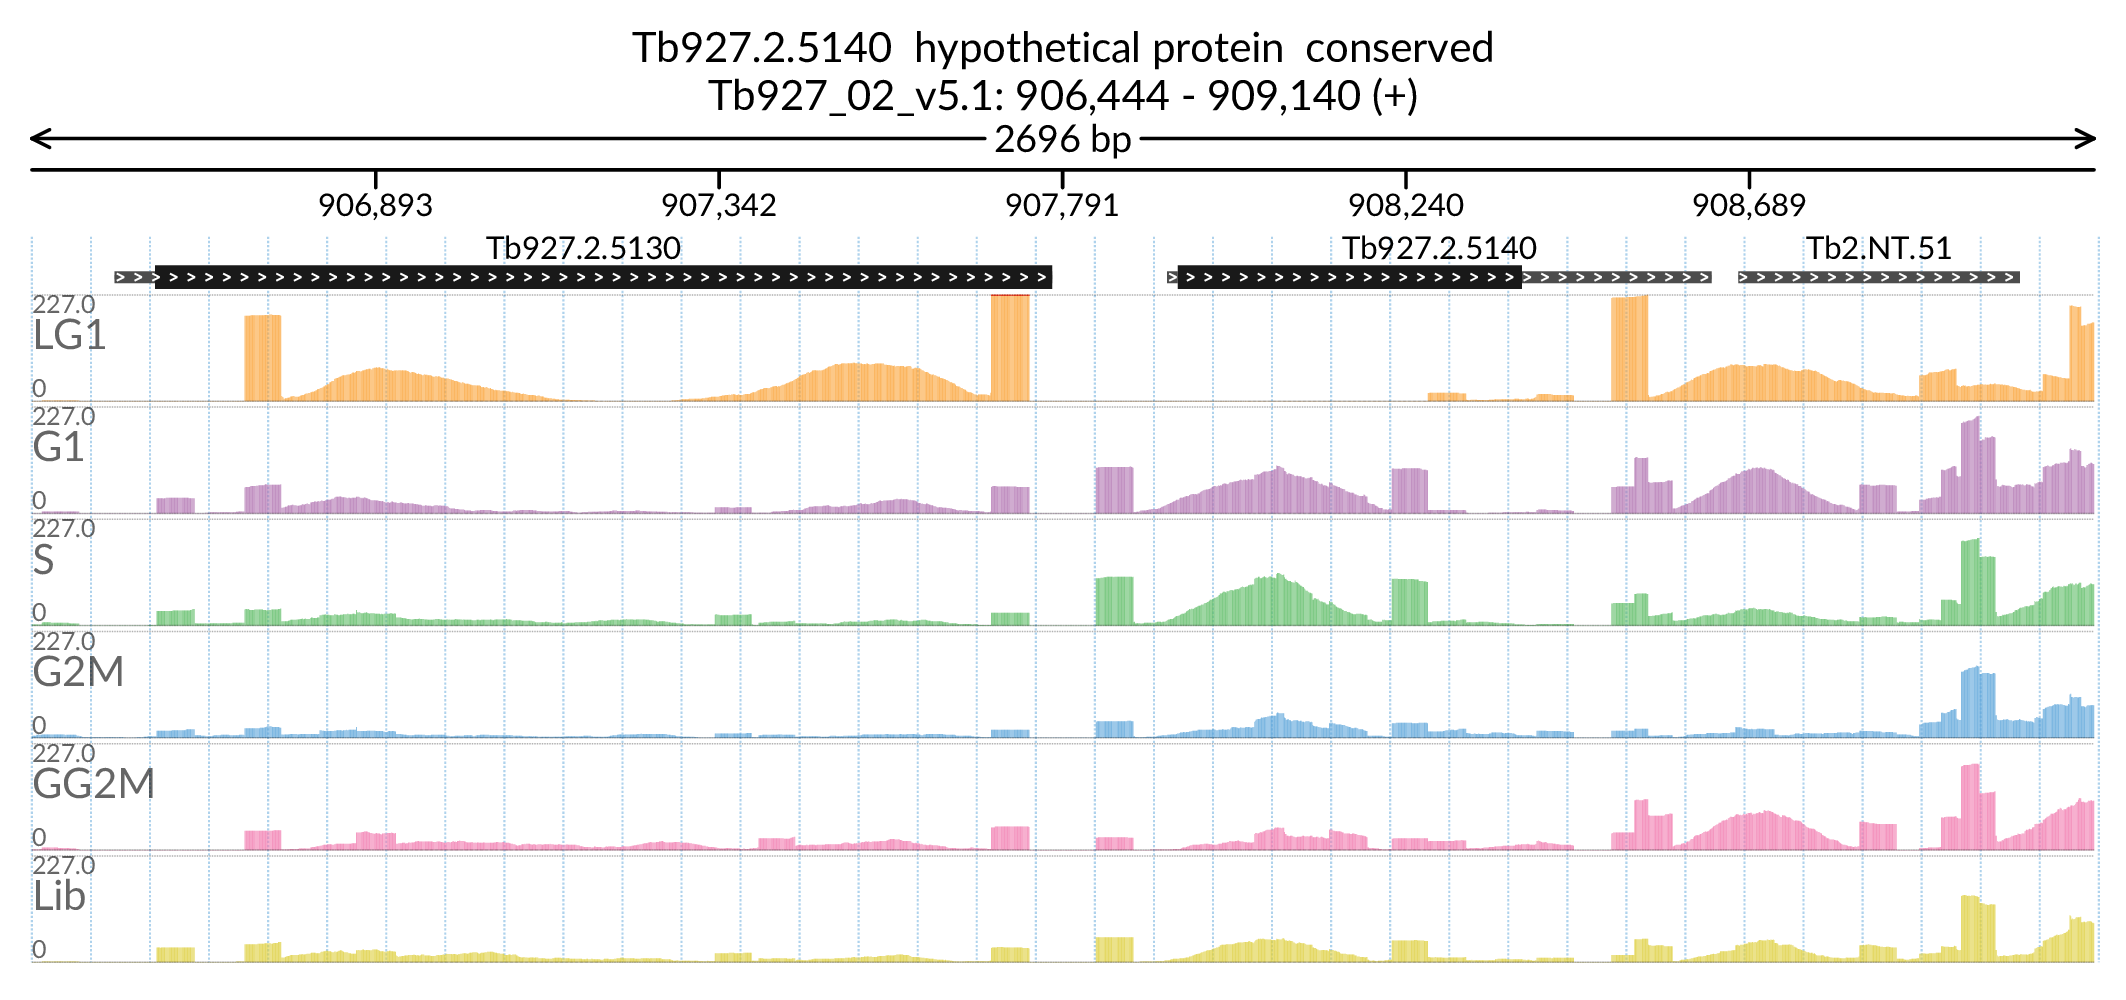 Tb927.2.5140  hypothetical protein  conserved
Tb927_02_v5.1: 906,444 - 909,140 (+)
2696 bp
906,893 907,342 907,791 908,240 908,689
Tb927.2.5130 Tb927.2.5140 Tb2.NT.51
227.0
LG1
0
227.0
G1
0
227.0
S
0
227.0
G2M
0
227.0
GG2M
0
227.0
Lib
0